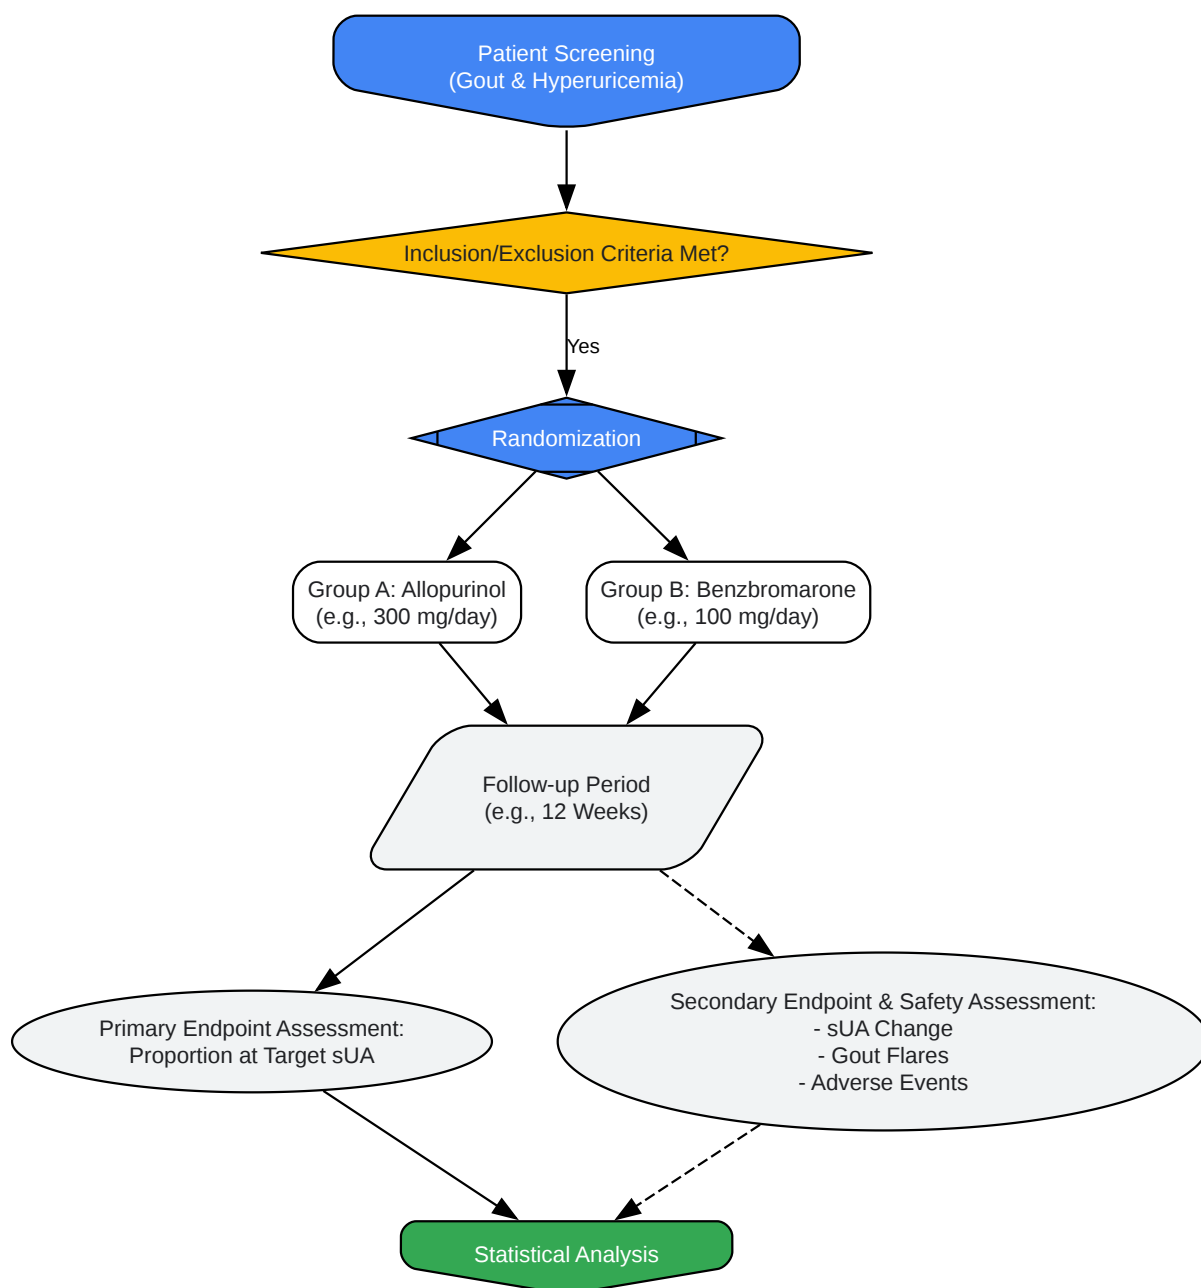 Patient Screening
(Gout & Hyperuricemia)
Inclusion/Exclusion Criteria Met?
Yes
Randomization
Group A: Allopurinol
(e.g., 300 mg/day)
Group B: Benzbromarone
(e.g., 100 mg/day)
Follow-up Period
(e.g., 12 Weeks)
Primary Endpoint Assessment:
Proportion at Target sUA
Secondary Endpoint & Safety Assessment:
- sUA Change
- Gout Flares
- Adverse Events
Statistical Analysis